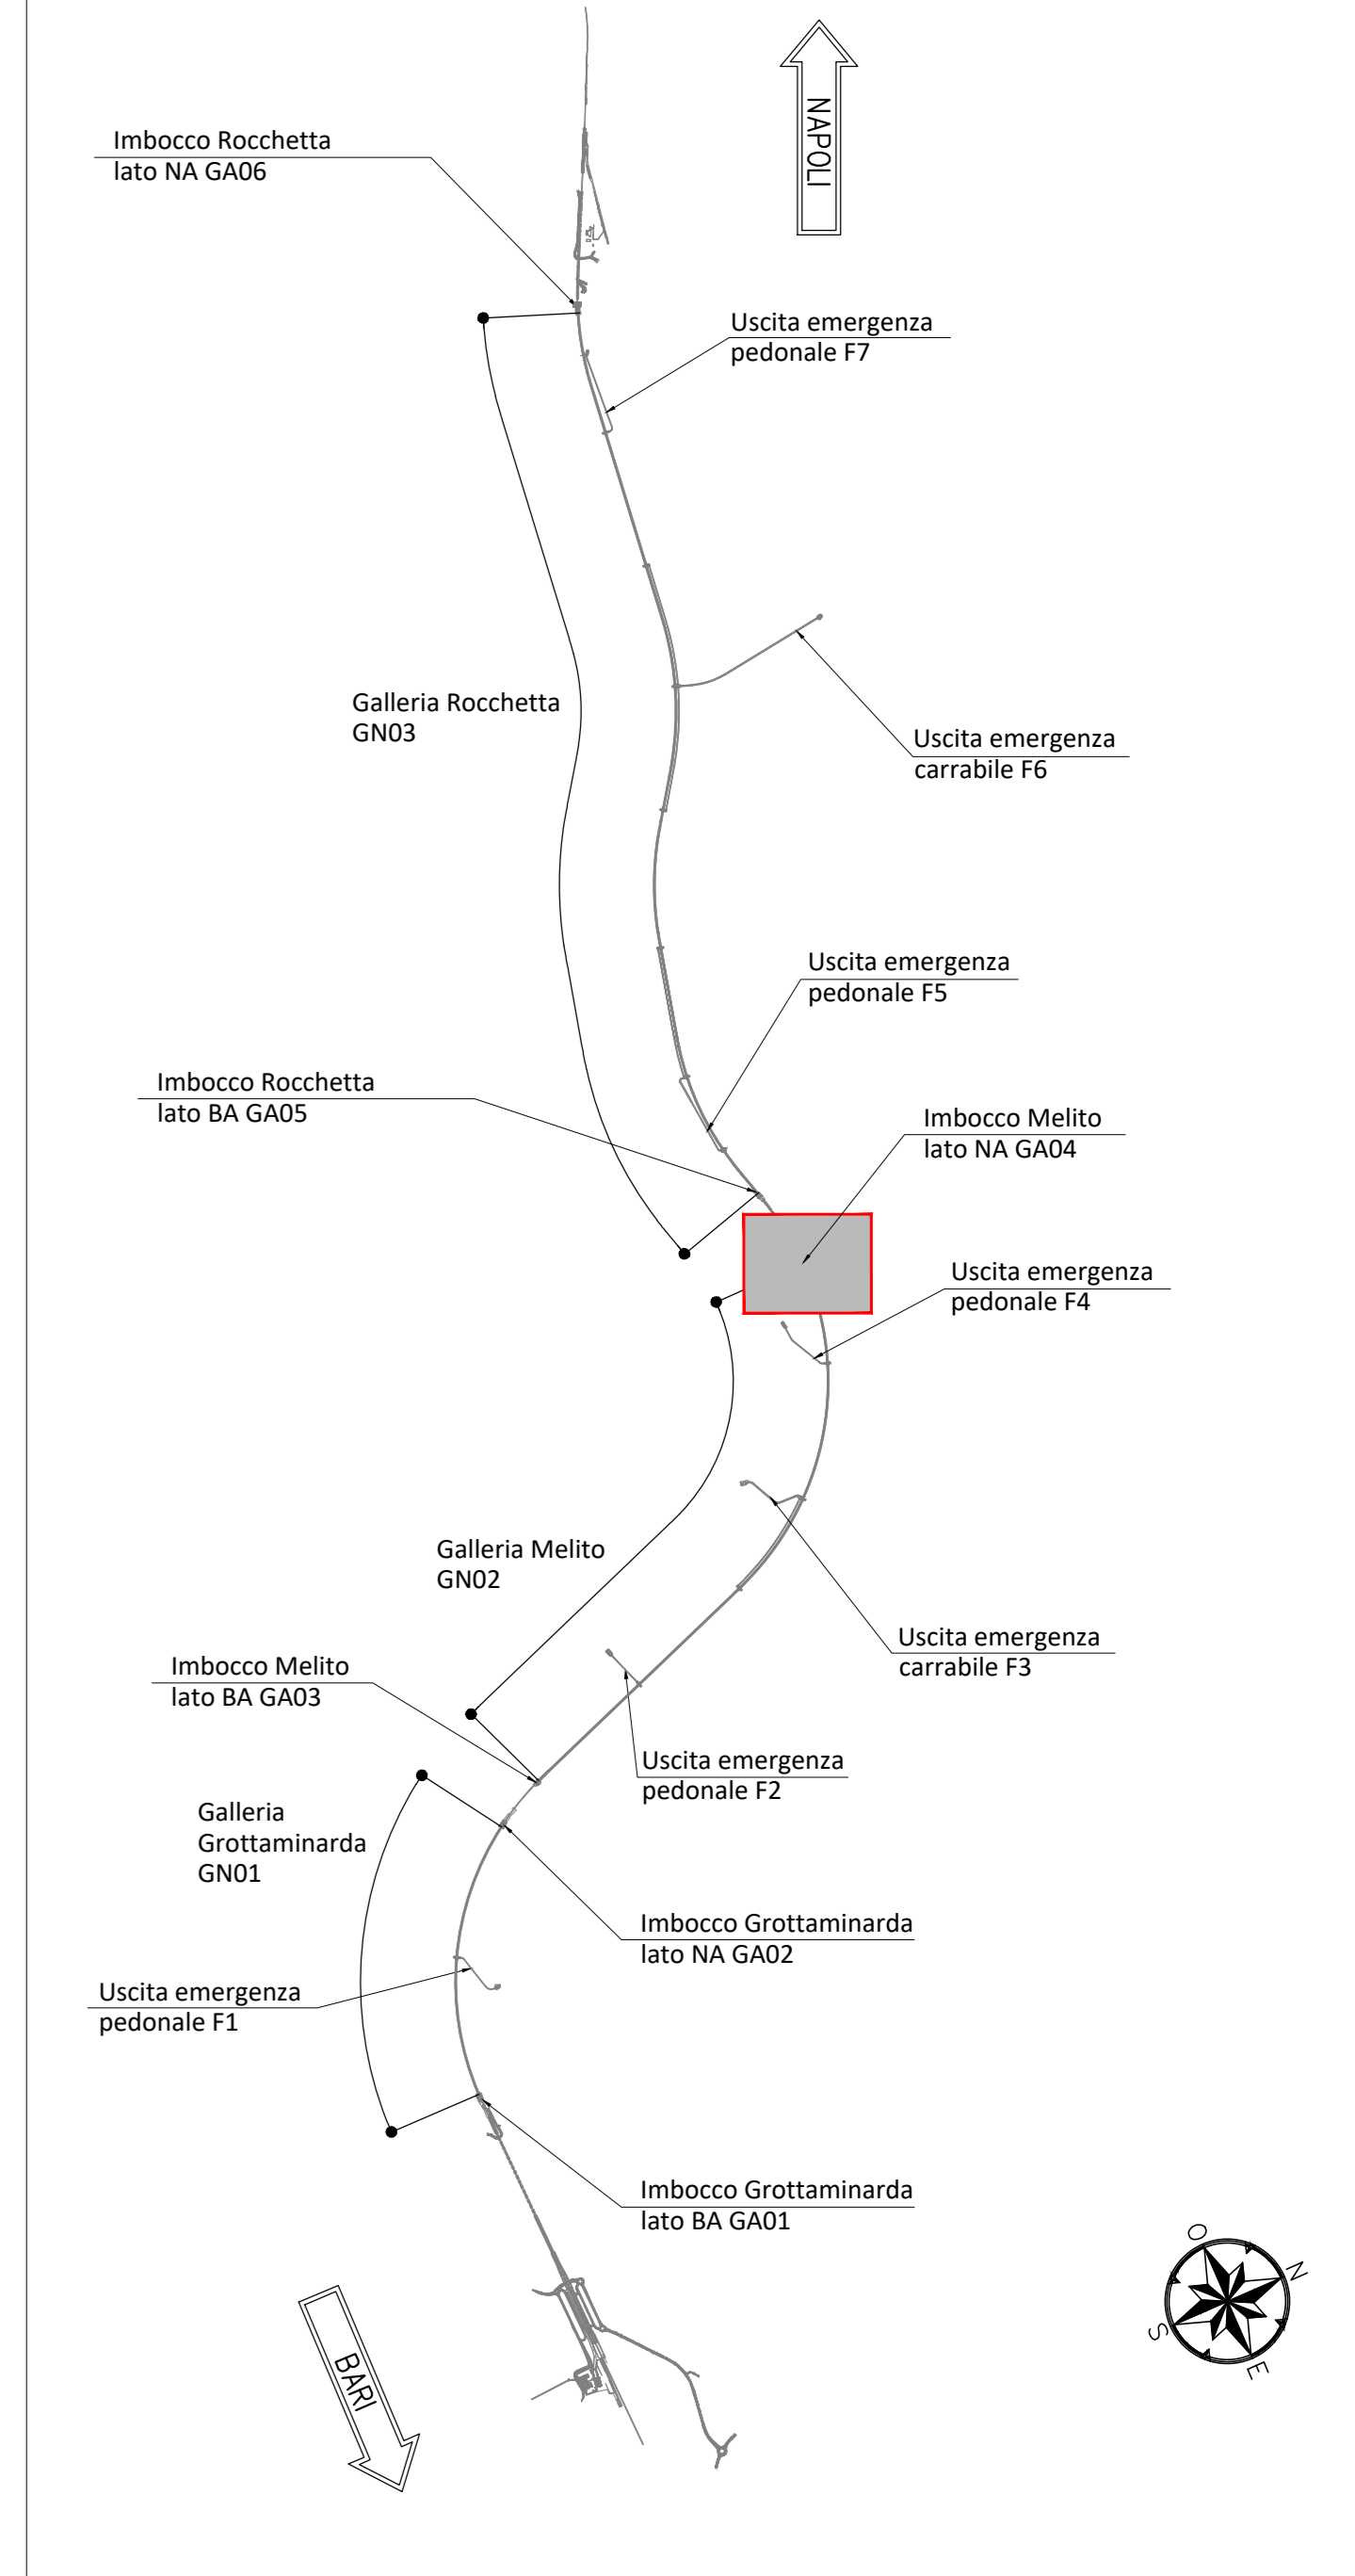 NAPOLI
Imbocco Rocchetta
lato NA GA06
Uscita emergenza
pedonale F7
Galleria Rocchetta
GN03
Uscita emergenza
carrabile F6
Uscita emergenza
pedonale F5
Imbocco Rocchetta
lato BA GA05
Imbocco Melito
lato NA GA04
Uscita emergenza
pedonale F4
Galleria Melito
GN02
Uscita emergenza
carrabile F3
Imbocco Melito
lato BA GA03
Uscita emergenza
pedonale F2
Galleria
Grottaminarda
GN01
Imbocco Grottaminarda
lato NA GA02
Uscita emergenza
pedonale F1
Imbocco Grottaminarda
lato BA GA01
BARI
O
N
S
E